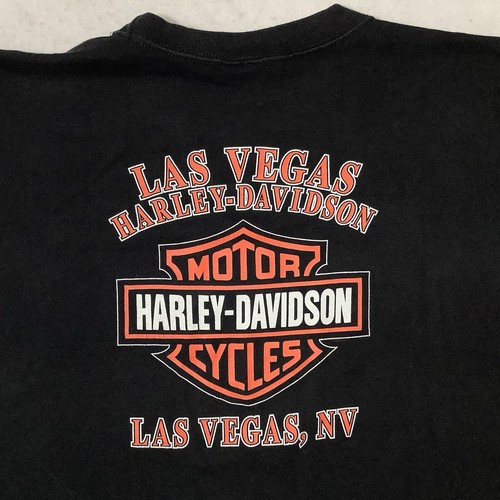 LAS VEGAS
HARLEY-DAVIDSON
MOTOR
HARLEY-DAVIDSON
CYCLES
LAS VEGAS, NV